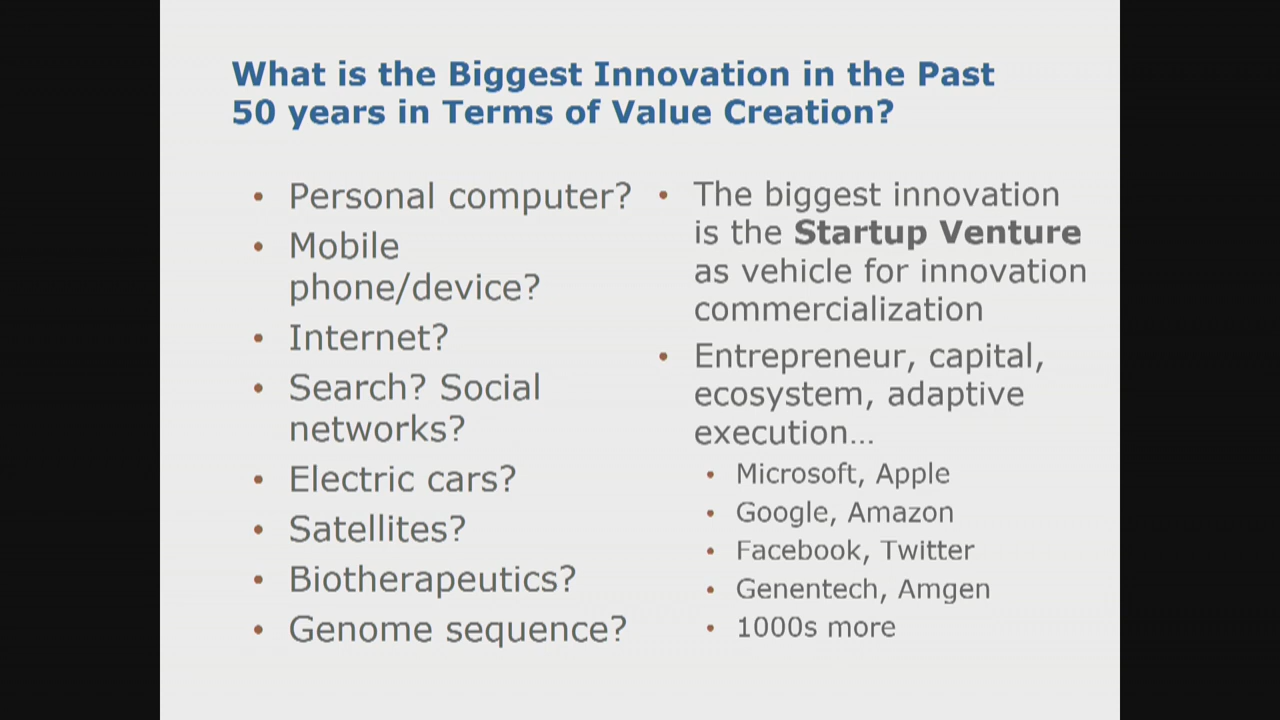 What is the Biggest Innovation in the Past
50 years in Terms of Value Creation?
• Personal computer?
• Mobile
phone/device?
• Internet?
• Search? Social
networks?
• Electric cars?
• Satellites?
• Biotherapeutics?
• Genome sequence?
• The biggest innovation
is the Startup Venture
as vehicle for innovation
commercialization
• Entrepreneur, capital,
ecosystem, adaptive
execution…
• Microsoft, Apple
• Google, Amazon
• Facebook, Twitter
• Genentech, Amgen
• 1000s more